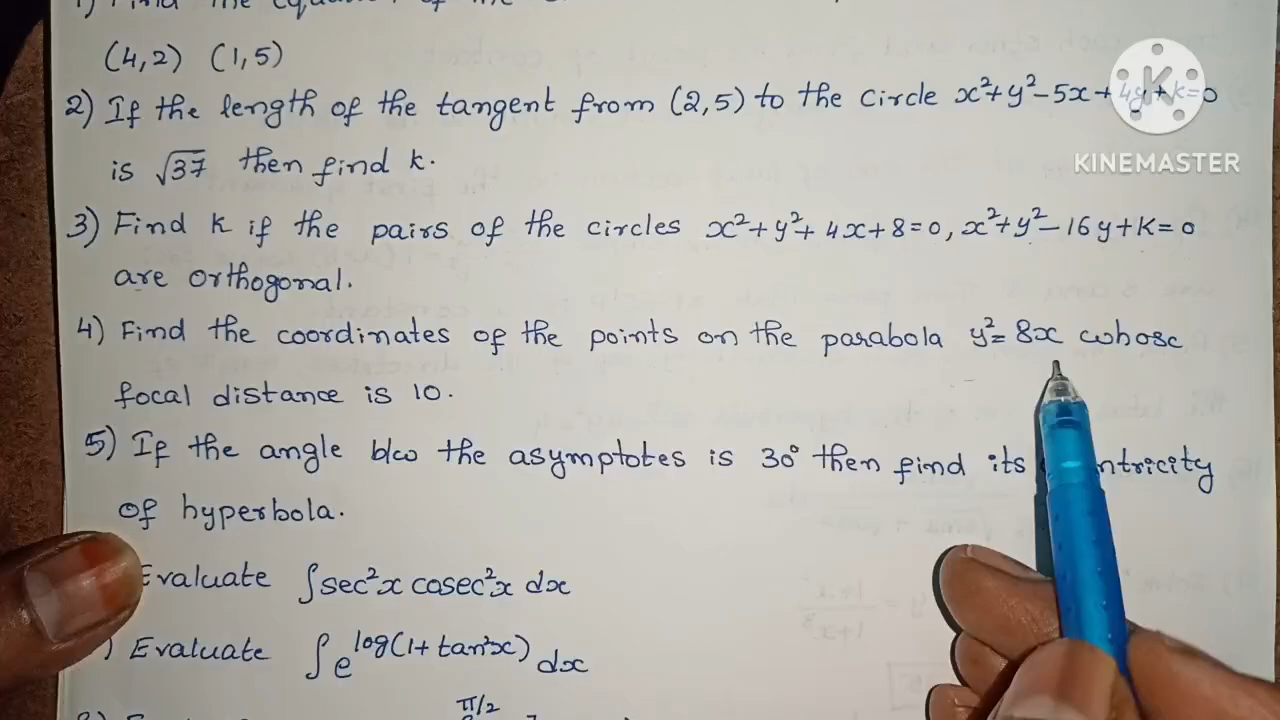 (4,2) (1,5)
2) If the length of the tangent from (2,5) to the circle x²+y²-5x+4y+k=0
is √37 then find k.
3) Find k if the pairs of the circles x²+y²+4x+8=0, x²+y²-16y+K=0
are orthogonal.
4) Find the coordinates of the points on the parabola y²=8x whose
focal distance is 10.
5) If the angle b/w the asymptotes is 30° then find its
of hyperbola.
Evaluate ∫sec²x cosec²x dx
) Evaluate ∫e^log(1+tan²x) dx
π/2
K
KINEMASTER